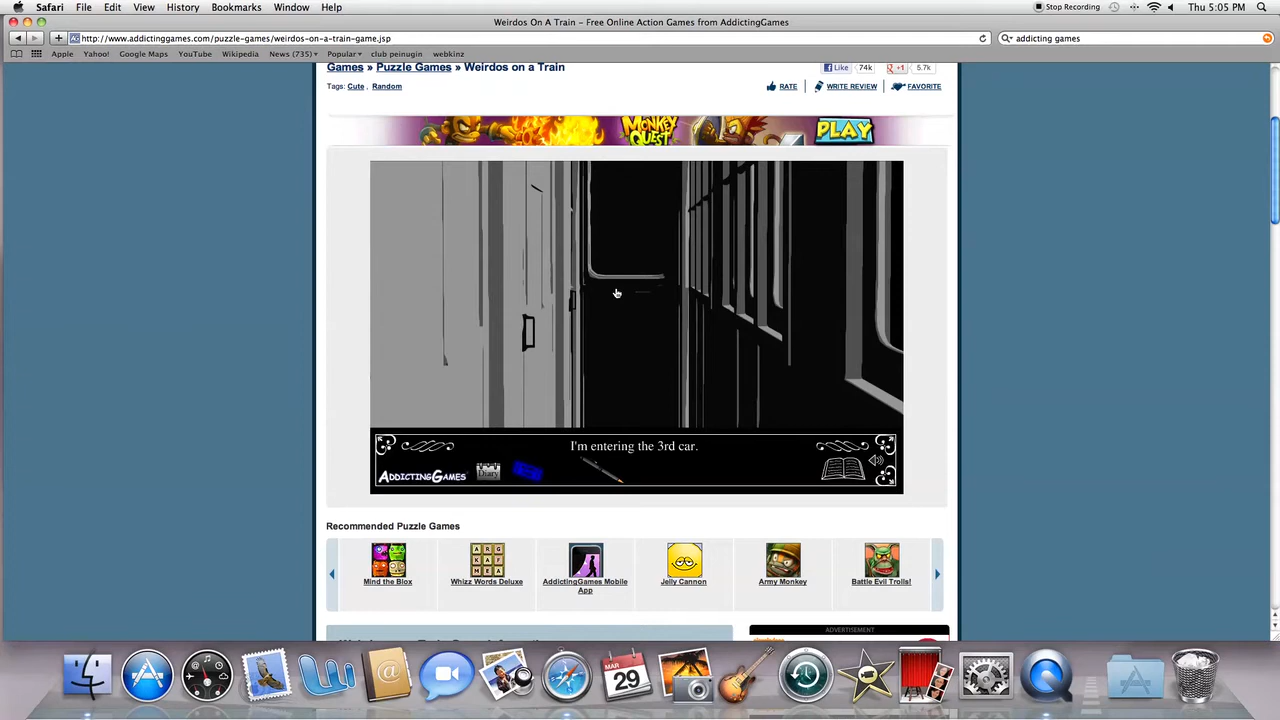 Safari File Edit View History Bookmarks Window Help Stop Recording Thu 5:05 PM
Weirdos On A Train – Free Online Action Games from AddictingGames
http://www.addictinggames.com/puzzle-games/weirdos-on-a-train-game.jsp addicting games
Apple Yahoo! Google Maps YouTube Wikipedia News (735) Popular club peinugin webkinz
Games » Puzzle Games » Weirdos on a Train Like 74k +1 5.7k
Tags: Cute , Random RATE WRITE REVIEW FAVORITE
MONKEY QUEST PLAY
I'm entering the 3rd car.
ADDICTINGGAMES Diary
Recommended Puzzle Games
ARG KAF MEA
Mind the Blox Whizz Words Deluxe AddictingGames Mobile App Jelly Cannon Army Monkey Battle Evil Trolls!
ADVERTISEMENT
MAR
29